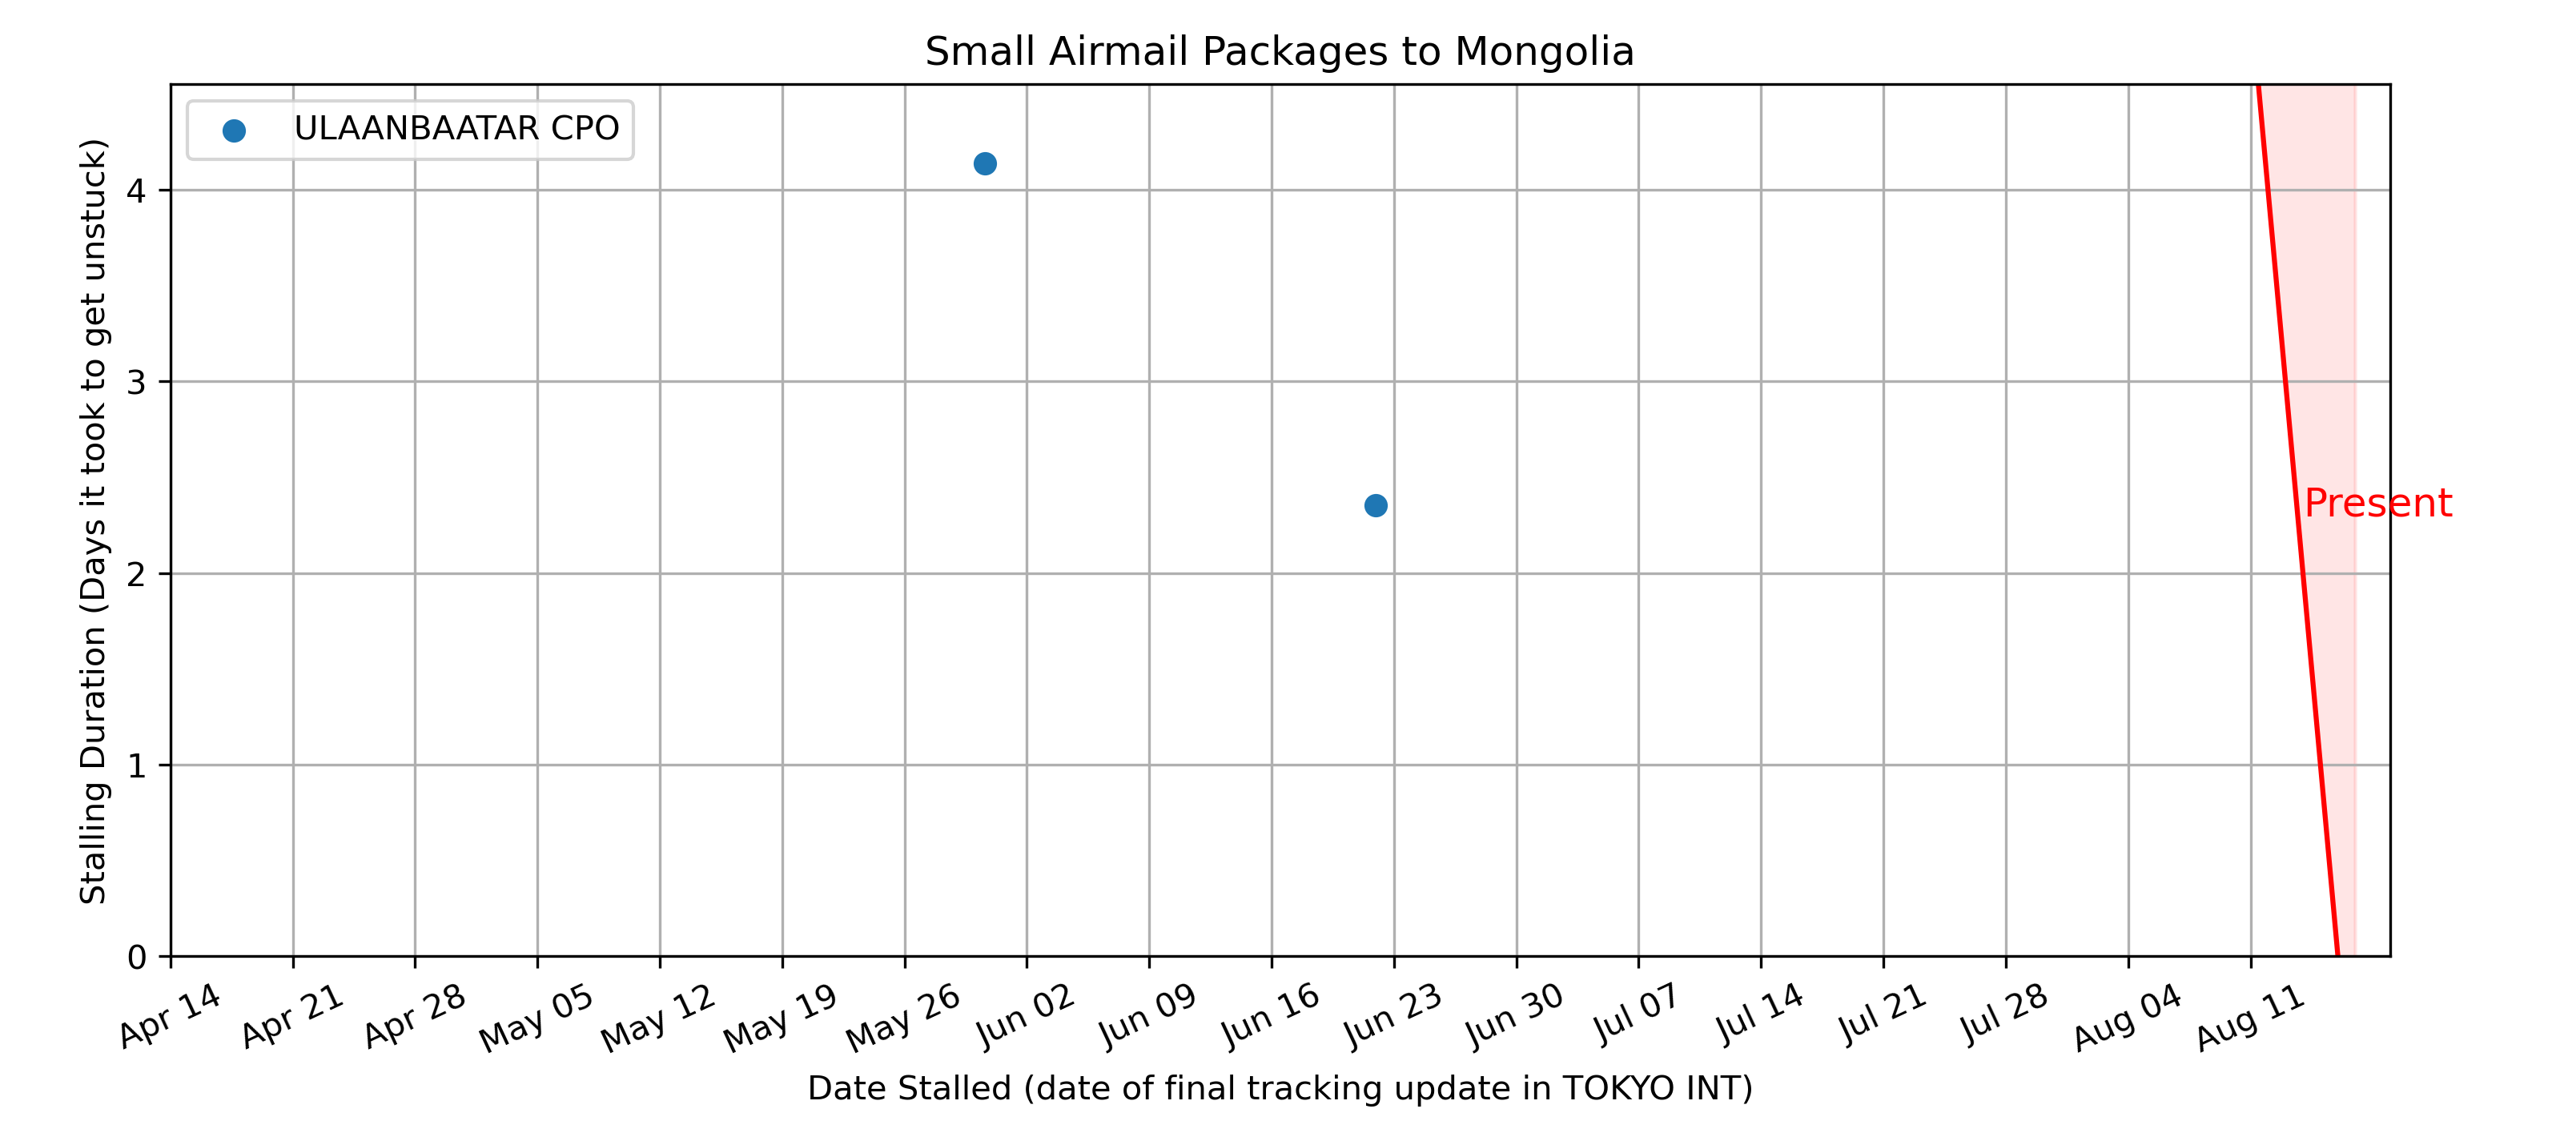 Small Airmail Packages to Mongolia
ULAANBAATAR CPO
Stalling Duration (Days it took to get unstuck)
4
3
2
1
0
Present
Apr 14
Apr 21
Apr 28
May 05
May 12
May 19
May 26
Jun 02
Jun 09
Jun 16
Jun 23
Jun 30
Jul 07
Jul 14
Jul 21
Jul 28
Aug 04
Aug 11
Date Stalled (date of final tracking update in TOKYO INT)